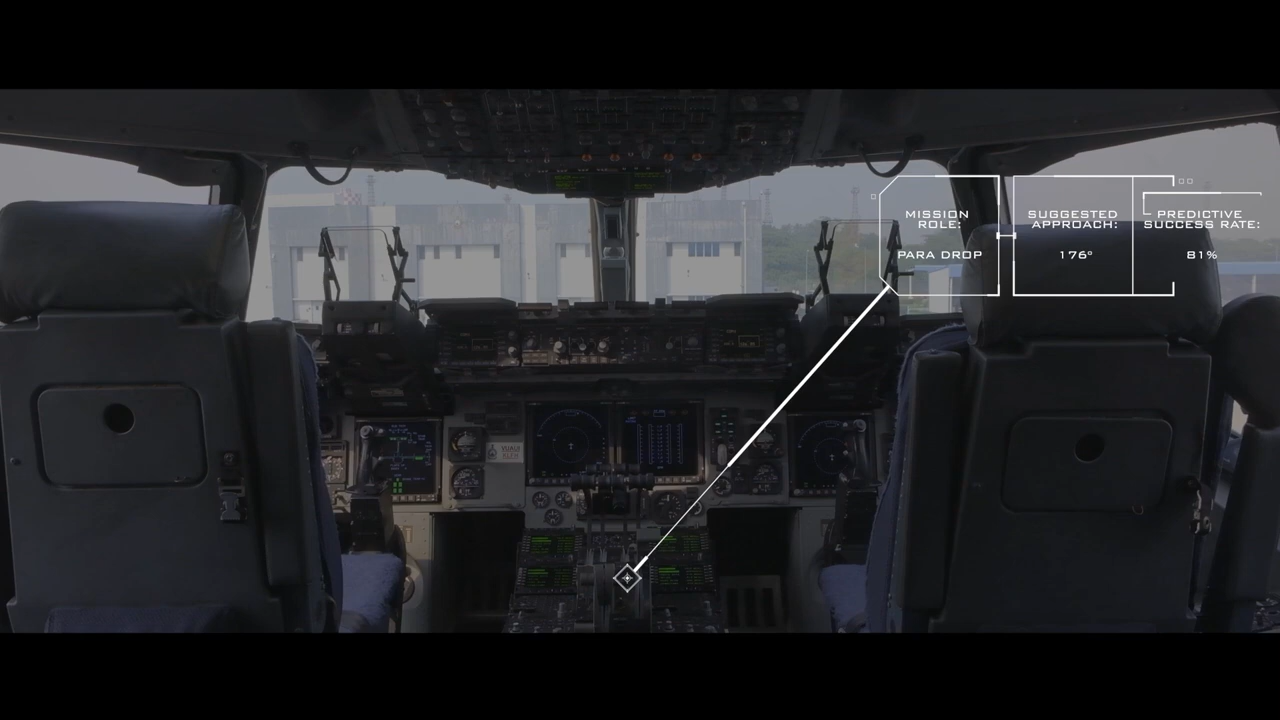 MISSION
ROLE:
PARA DROP
SUGGESTED
APPROACH:
176°
PREDICTIVE
SUCCESS RATE:
81%